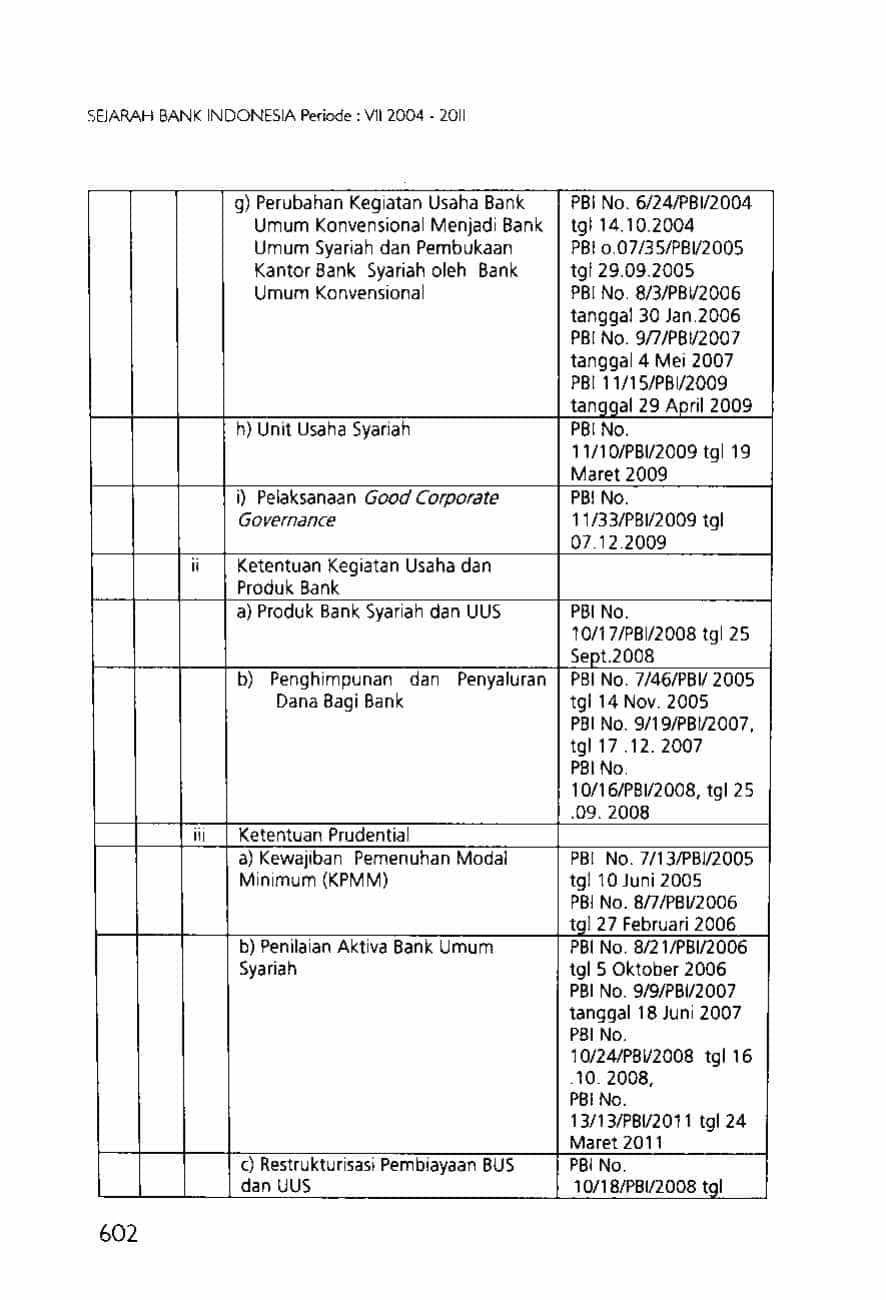 SEJARAH BANK INDONESIA Periode : VII 2004 - 2011
g) Perubahan Kegiatan Usaha Bank
Umum Konvensional Menjadi Bank
Umum Syariah dan Pembukaan
Kantor Bank Syariah oleh Bank
Umum Konvensional
PBI No. 6/24/PBI/2004
tgl 14.10.2004
PBI o.07/35/PBI/2005
tgl 29.09.2005
PBI No. 8/3/PBI/2006
tanggal 30 Jan.2006
PBI No. 9/7/PBI/2007
tanggal 4 Mei 2007
PBI 11/15/PBI/2009
tanggal 29 April 2009
h) Unit Usaha Syariah
PBI No.
11/10/PBI/2009 tgl 19
Maret 2009
i) Pelaksanaan Good Corporate
Governance
PBI No.
11/33/PBI/2009 tgl
07.12.2009
ii Ketentuan Kegiatan Usaha dan
Produk Bank
a) Produk Bank Syariah dan UUS
PBI No.
10/17/PBI/2008 tgl 25
Sept.2008
b) Penghimpunan dan Penyaluran
Dana Bagi Bank
PBI No. 7/46/PBI/ 2005
tgl 14 Nov. 2005
PBI No. 9/19/PBI/2007,
tgl 17 .12. 2007
PBI No.
10/16/PBI/2008, tgl 25
.09. 2008
iii Ketentuan Prudential
a) Kewajiban Pemenuhan Modal
Minimum (KPMM)
PBI No. 7/13/PBI/2005
tgl 10 Juni 2005
PBI No. 8/7/PBI/2006
tgl 27 Februari 2006
b) Penilaian Aktiva Bank Umum
Syariah
PBI No. 8/21/PBI/2006
tgl 5 Oktober 2006
PBI No. 9/9/PBI/2007
tanggal 18 Juni 2007
PBI No.
10/24/PBI/2008 tgl 16
.10. 2008,
PBI No.
13/13/PBI/2011 tgl 24
Maret 2011
c) Restrukturisasi Pembiayaan BUS
dan UUS
PBI No.
10/18/PBI/2008 tgl
602